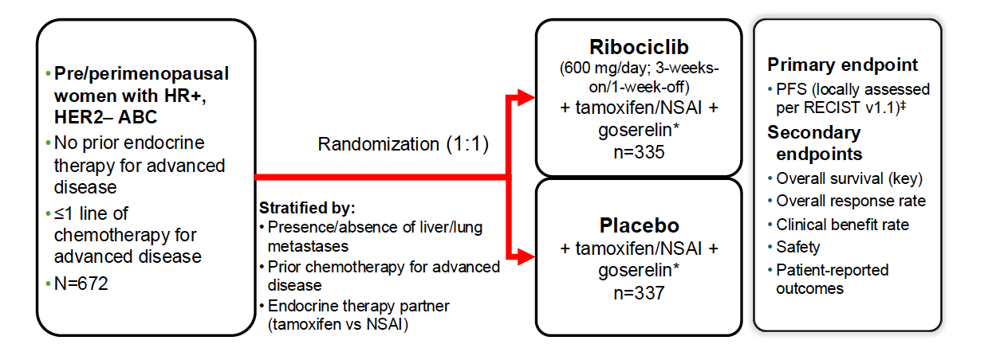 • Pre/perimenopausal
women with HR+,
HER2– ABC
• No prior endocrine
therapy for advanced
disease
• ≤1 line of
chemotherapy for
advanced disease
• N=672
Randomization (1:1)
Stratified by:
• Presence/absence of liver/lung
metastases
• Prior chemotherapy for advanced
disease
• Endocrine therapy partner
(tamoxifen vs NSAI)
Ribociclib
(600 mg/day; 3-weeks-
on/1-week-off)
+ tamoxifen/NSAI +
goserelin*
n=335
Placebo
+ tamoxifen/NSAI +
goserelin*
n=337
Primary endpoint
• PFS (locally assessed
per RECIST v1.1)‡
Secondary
endpoints
• Overall survival (key)
• Overall response rate
• Clinical benefit rate
• Safety
• Patient-reported
outcomes